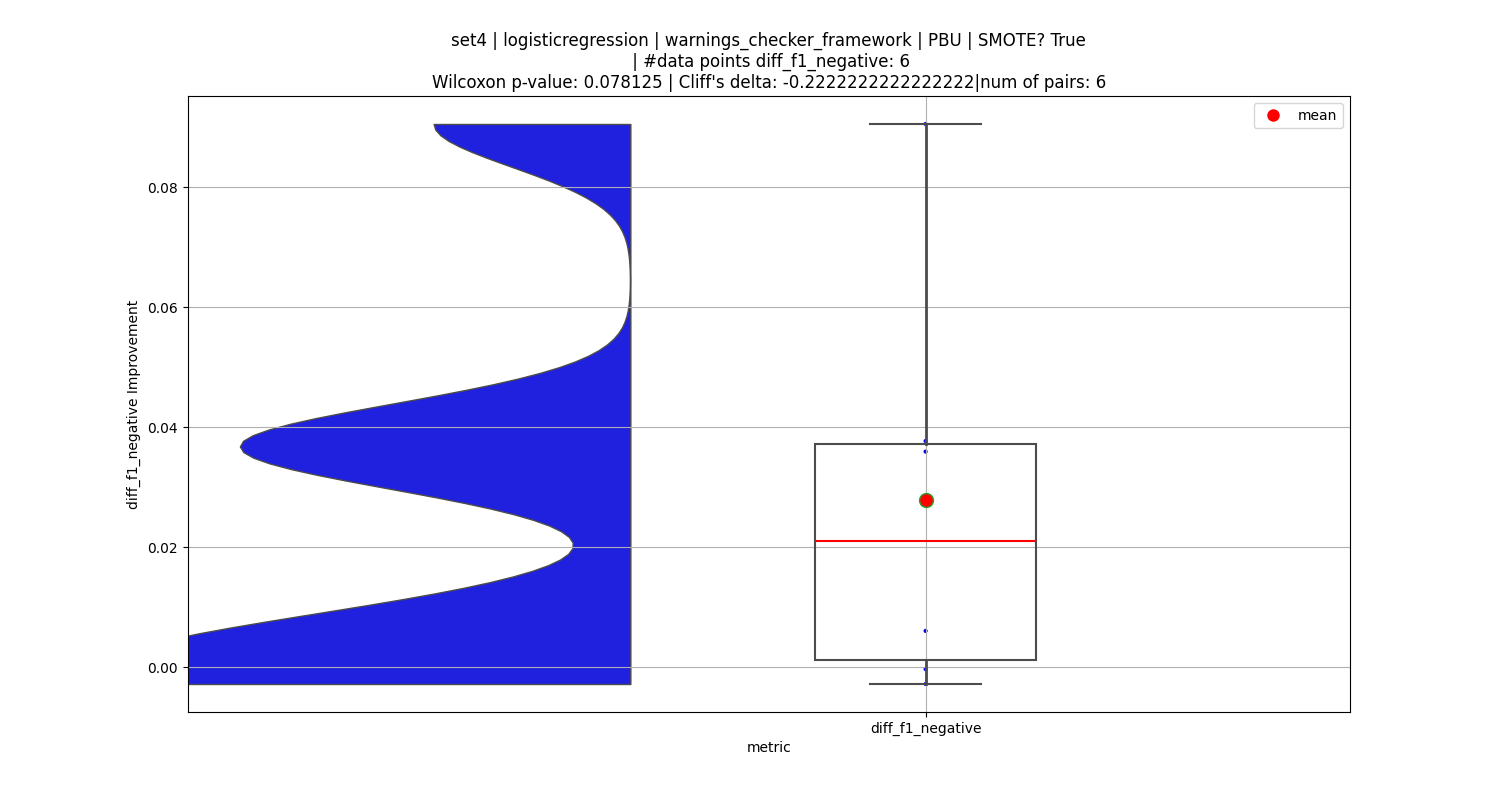 set4 | logisticregression | warnings_checker_framework | PBU | SMOTE? True
| #data points diff_f1_negative: 6
Wilcoxon p-value: 0.078125 | Cliff's delta: -0.2222222222222222|num of pairs: 6
mean
0.08
0.06
0.04
0.02
0.00
diff_f1_negative Improvement
diff_f1_negative
metric